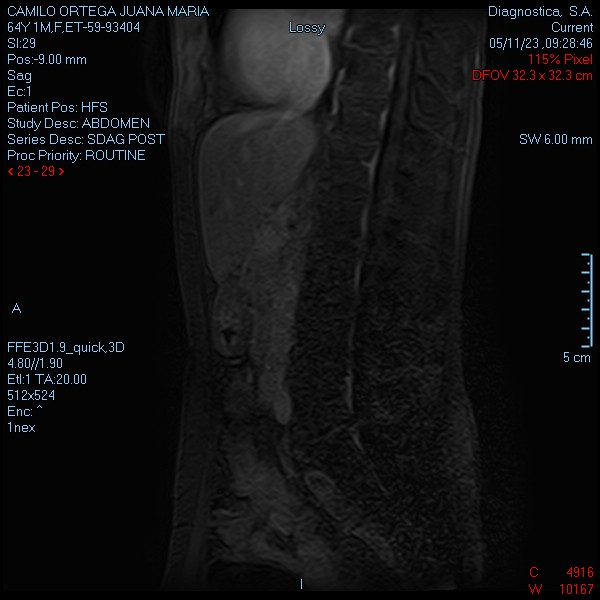 CAMILO ORTEGA JUANA MARIA
64Y 1M,F,ET-59-93404
Sl:29
Pos:-9.00 mm
Sag
Ec:1
Patient Pos: HFS
Study Desc: ABDOMEN
Series Desc: SDAG POST
Proc Priority: ROUTINE
< 23 - 29 >
Lossy
Diagnostica, S.A.
Current
05/11/23 ,09:28:46
115% Pixel
DFOV 32.3 x 32.3 cm
SW 6.00 mm
A
5 cm
FFE3D1.9_quick,3D
4.80//1.90
Etl:1 TA:20.00
512x524
Enc: ^
1nex
I
C 4916
W 10167